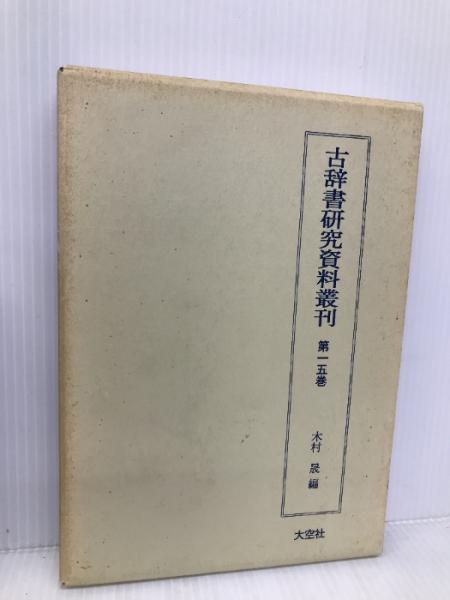 古辞書研究資料叢刊
第一五巻
木村 晟 編
大空社